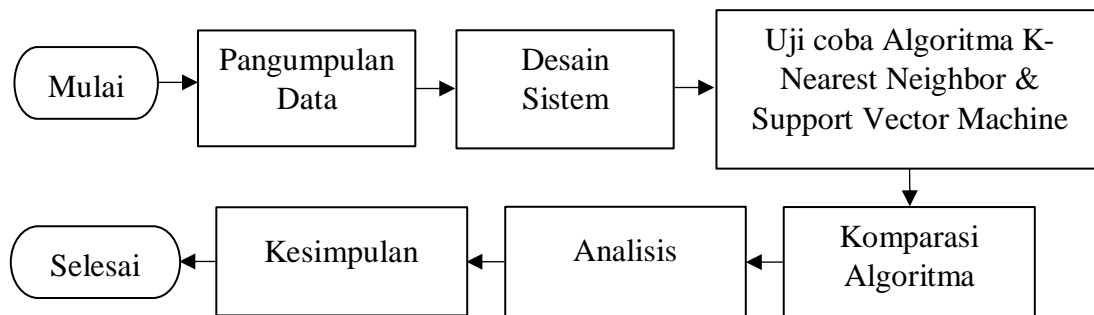 Mulai
Pangumpulan
Data
Desain
Sistem
Uji coba Algoritma K-
Nearest Neighbor &
Support Vector Machine
Komparasi
Algoritma
Analisis
Kesimpulan
Selesai